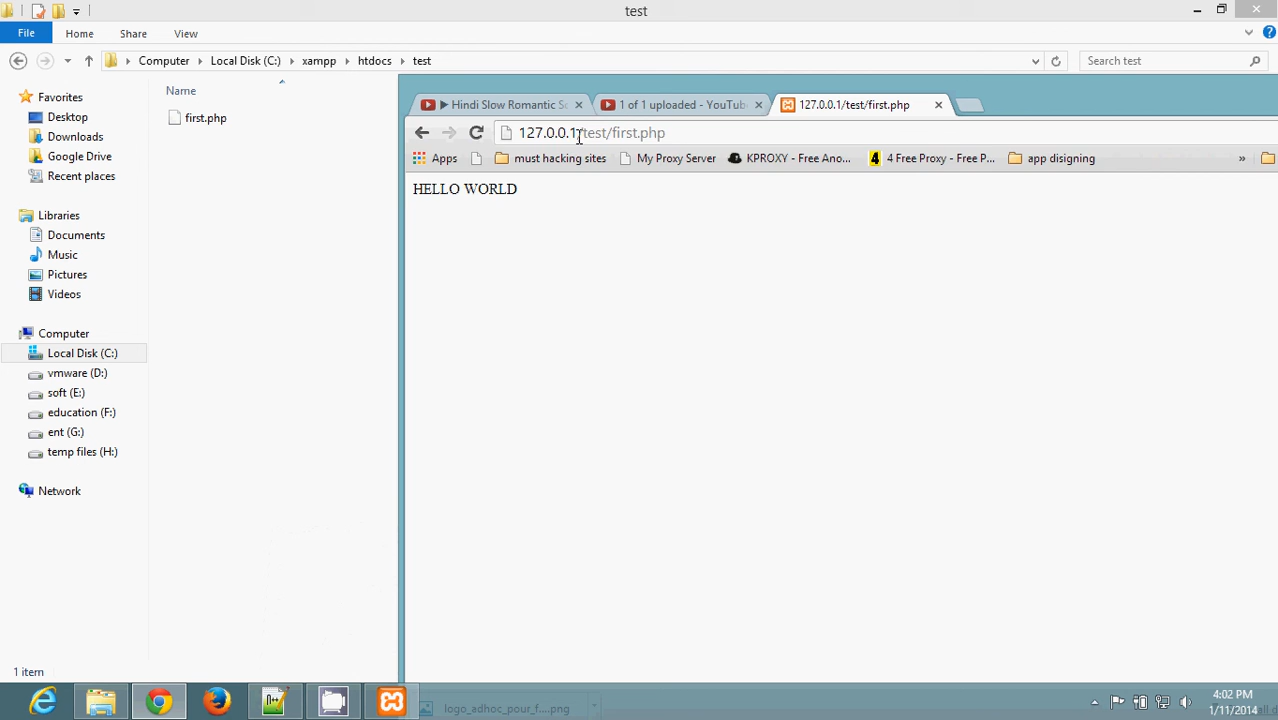 test
File Home Share View
Computer Local Disk (C:) xampp htdocs test
Search test
Favorites
Desktop
Downloads
Google Drive
Recent places
Libraries
Documents
Music
Pictures
Videos
Computer
Local Disk (C:)
vmware (D:)
soft (E:)
education (F:)
ent (G:)
temp files (H:)
Network
1 item
Name
first.php
Hindi Slow Romantic S
1 of 1 uploaded - YouTub
127.0.0.1/test/first.php
127.0.0.1/test/first.php
Apps must hacking sites My Proxy Server KPROXY - Free Ano... 4 4 Free Proxy - Free P... app disigning »
HELLO WORLD
logo_adhoc_pour_f....png
4:02 PM
1/11/2014